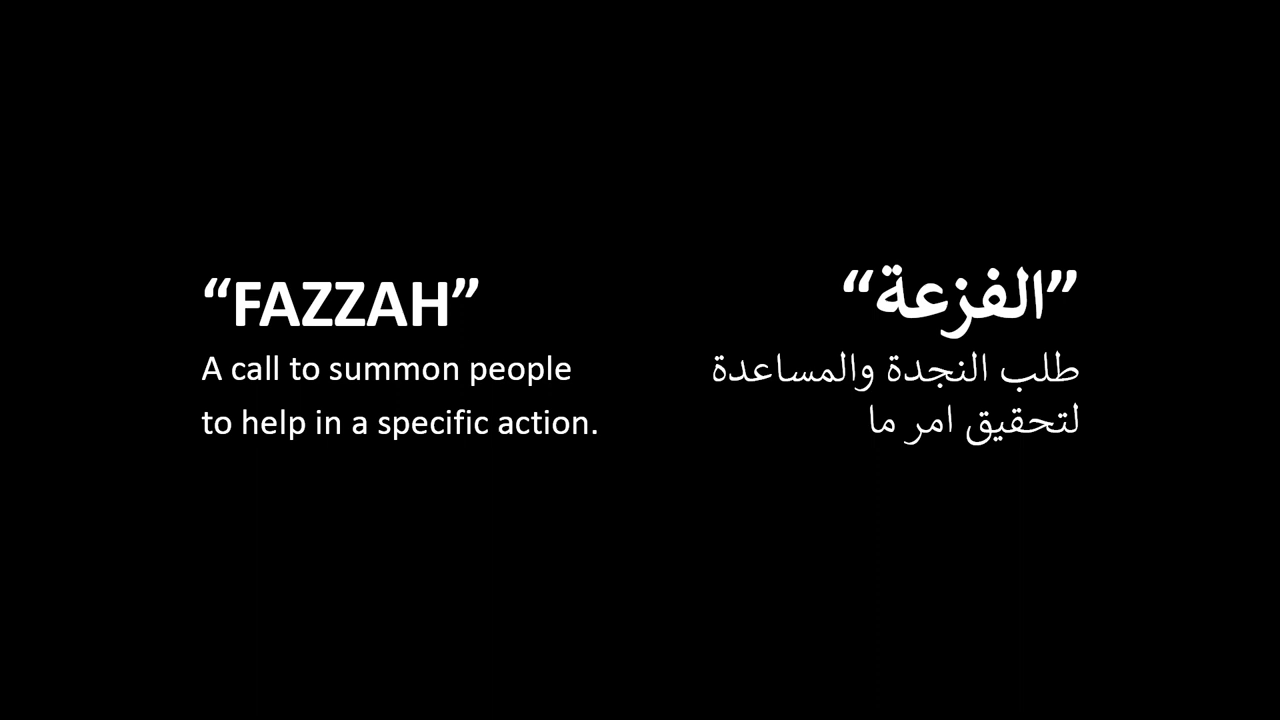 “FAZZAH”
A call to summon people
to help in a specific action.
”الفزعة“
طلب النجدة والمساعدة
لتحقيق امر ما